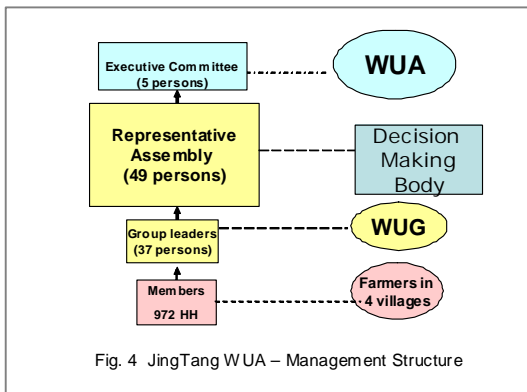 Executive Committee
(5 persons)
WUA
Representative
Assembly
(49 persons)
Decision
Making
Body
Group leaders
(37 persons)
WUG
Members
972 HH
Farmers in
4 villages
Fig. 4 JingTang WUA – Management Structure